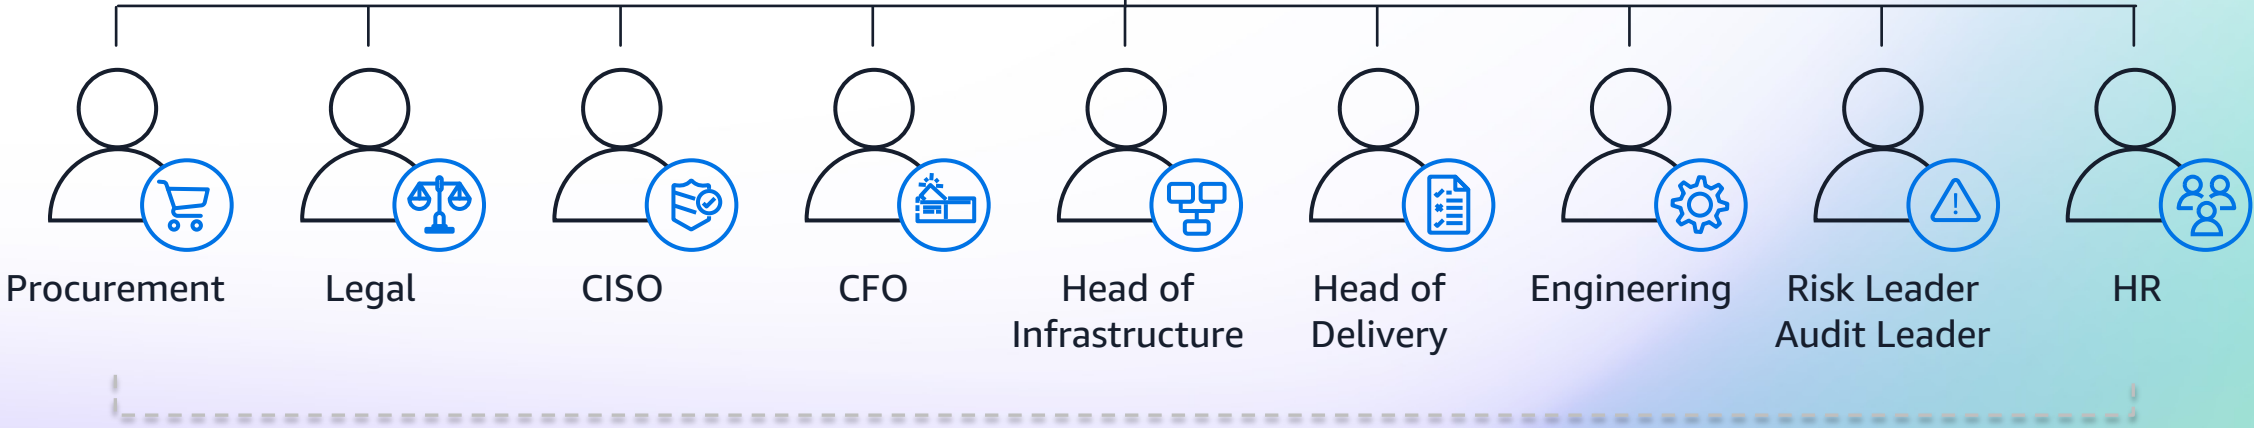 Procurement
Legal
CISO
CFO
Head of
Infrastructure
Head of
Delivery
Engineering
Risk Leader
Audit Leader
HR